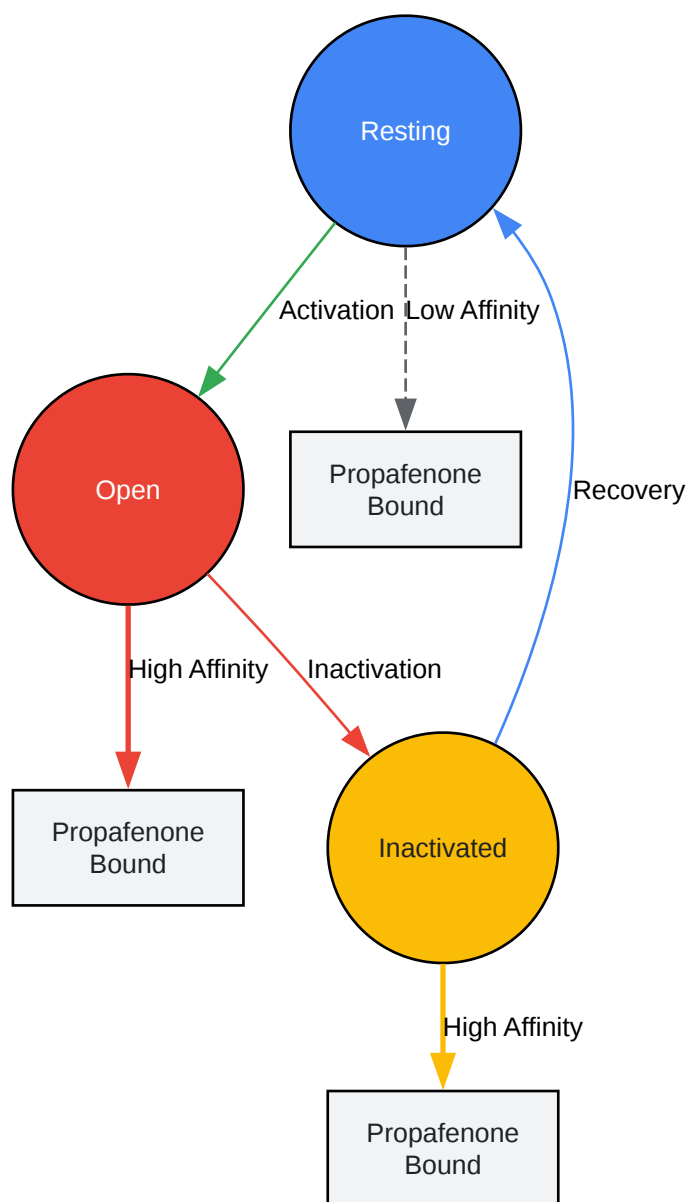 Resting
Activation
Low Affinity
Open
Propafenone
Bound
Recovery
High Affinity
Inactivation
Propafenone
Bound
Inactivated
High Affinity
Propafenone
Bound